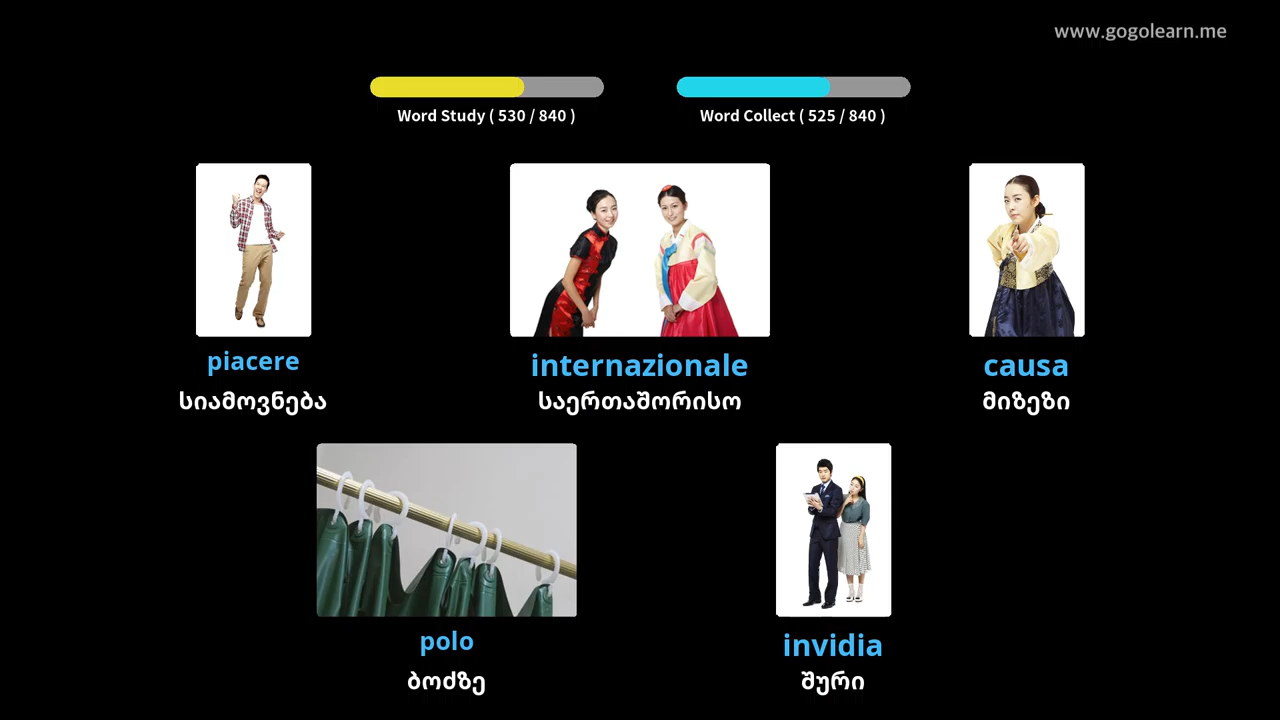 www.gogolearn.me
Word Study ( 530 / 840 )
Word Collect ( 525 / 840 )
piacere
სიამოვნება
internazionale
საერთაშორისო
causa
მიზეზი
polo
ბოძზე
invidia
შური